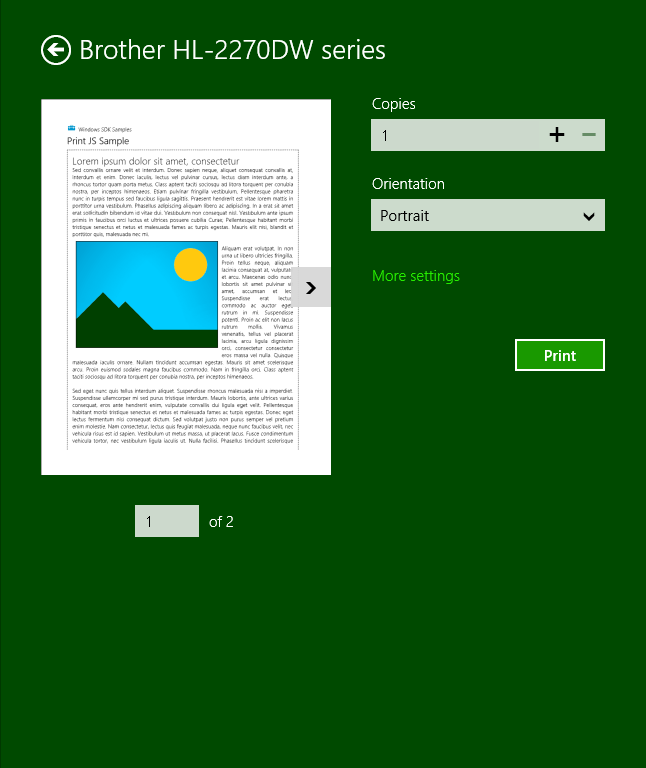 Brother HL-2270DW series
Copies
1
Orientation
Portrait
More settings
Print
Windows SDK Samples
Print JS Sample
Lorem ipsum dolor sit amet, consectetur
Sed convallis ornare velit et interdum. Donec sapien neque, aliquet consequat convallis at,
interdum et enim. Donec iaculis, lectus vel pulvinar cursus, lectus diam interdum ante, a
rhoncus tortor quam porta metus. Class aptent taciti sociosqu ad litora torquent per conubia
nostra, per inceptos himenaeos. Etiam pulvinar fringilla vestibulum. Pellentesque pharetra
nunc in turpis tempus sed faucibus ligula sagittis. Praesent hendrerit est vitae lorem mattis in
porttitor urna vestibulum. Phasellus adipiscing aliquam libero ac adipiscing. In a erat sit amet
erat sollicitudin bibendum id vitae dui. Vestibulum non consequat nisl. Vestibulum ante ipsum
primis in faucibus orci luctus et ultrices posuere cubilia Curae; Pellentesque habitant morbi
tristique senectus et netus et malesuada fames ac turpis egestas. Mauris elit nisi, blandit et
porttitor quis, malesuada nec mi.
Aliquam erat volutpat. In non
urna ut libero ultricies fringilla.
Proin tellus neque, aliquam
lacinia consequat at, vulputat
et arcu. Maecenas odio nunc
lobortis sit amet pulvinar
amet, accumsan et lec
Suspendisse erat lectu
commodo ac auctor eget
rutrum in mi. Suspendisse
potenti. Proin ac elit non lacus
rutrum mollis. Vivamus
venenatis, tellus vel placerat
lacinia, arcu ligula dignissim
orci, consectetur consectetur
eros massa vel nulla. Quisque
malesuada iaculis ornare. Nullam tincidunt accumsan egestas. Mauris sit amet scelerisque
arcu. Proin euismod sodales magna faucibus commodo. Nam in fringilla orci. Class aptent
taciti sociosqu ad litora torquent per conubia nostra, per inceptos himenaeos.
Sed eget nunc quis tellus interdum aliquet. Suspendisse rhoncus malesuada nisi a imperdiet.
Suspendisse ullamcorper mi sed purus tristique interdum. Mauris lobortis, ante ultrices varius
consequat, eros ante hendrerit enim, vulputate convallis dui ligula eget velit. Pellentesque
habitant morbi tristique senectus et netus et malesuada fames ac turpis egestas. Donec eget
lectus fermentum nisi consequat dictum. Sed volutpat justo non purus semper vel pretium
enim molestie. Nam consectetur, lectus quis feugiat malesuada, neque nunc faucibus velit, nec
vehicula risus est id sapien. Vestibulum ut metus massa, ut placerat lacus. Fusce condimentum
vehicula tortor, nec vestibulum ligula iaculis ut. Nulla facilisi. Phasellus tincidunt scelerisque
1 of 2